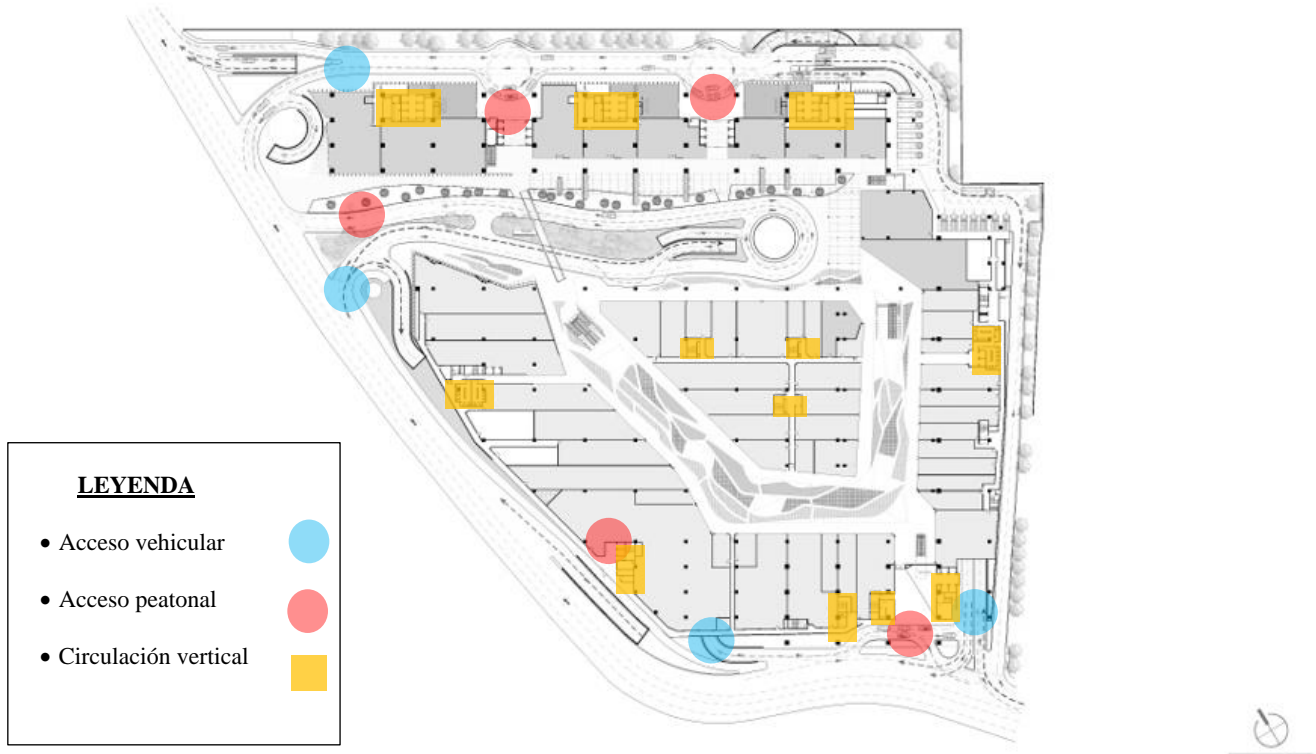 LEYENDA
• Acceso vehicular
• Acceso peatonal
• Circulación vertical